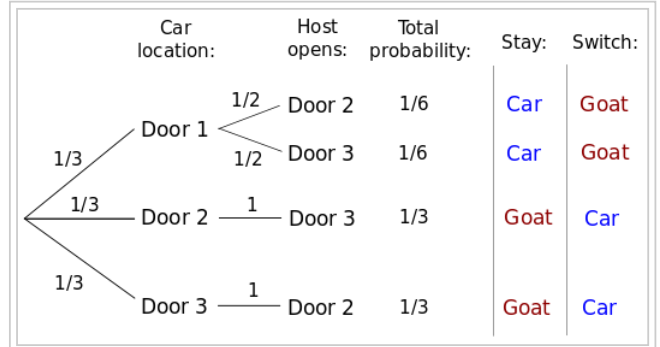 Car location: Host opens: Total probability: Stay: Switch:
1/2 Door 2 1/6 Car Goat
Door 1
1/3 1/2 Door 3 1/6 Car Goat
1/3 Door 2 1 Door 3 1/3 Goat Car
1/3
Door 3 1 Door 2 1/3 Goat Car